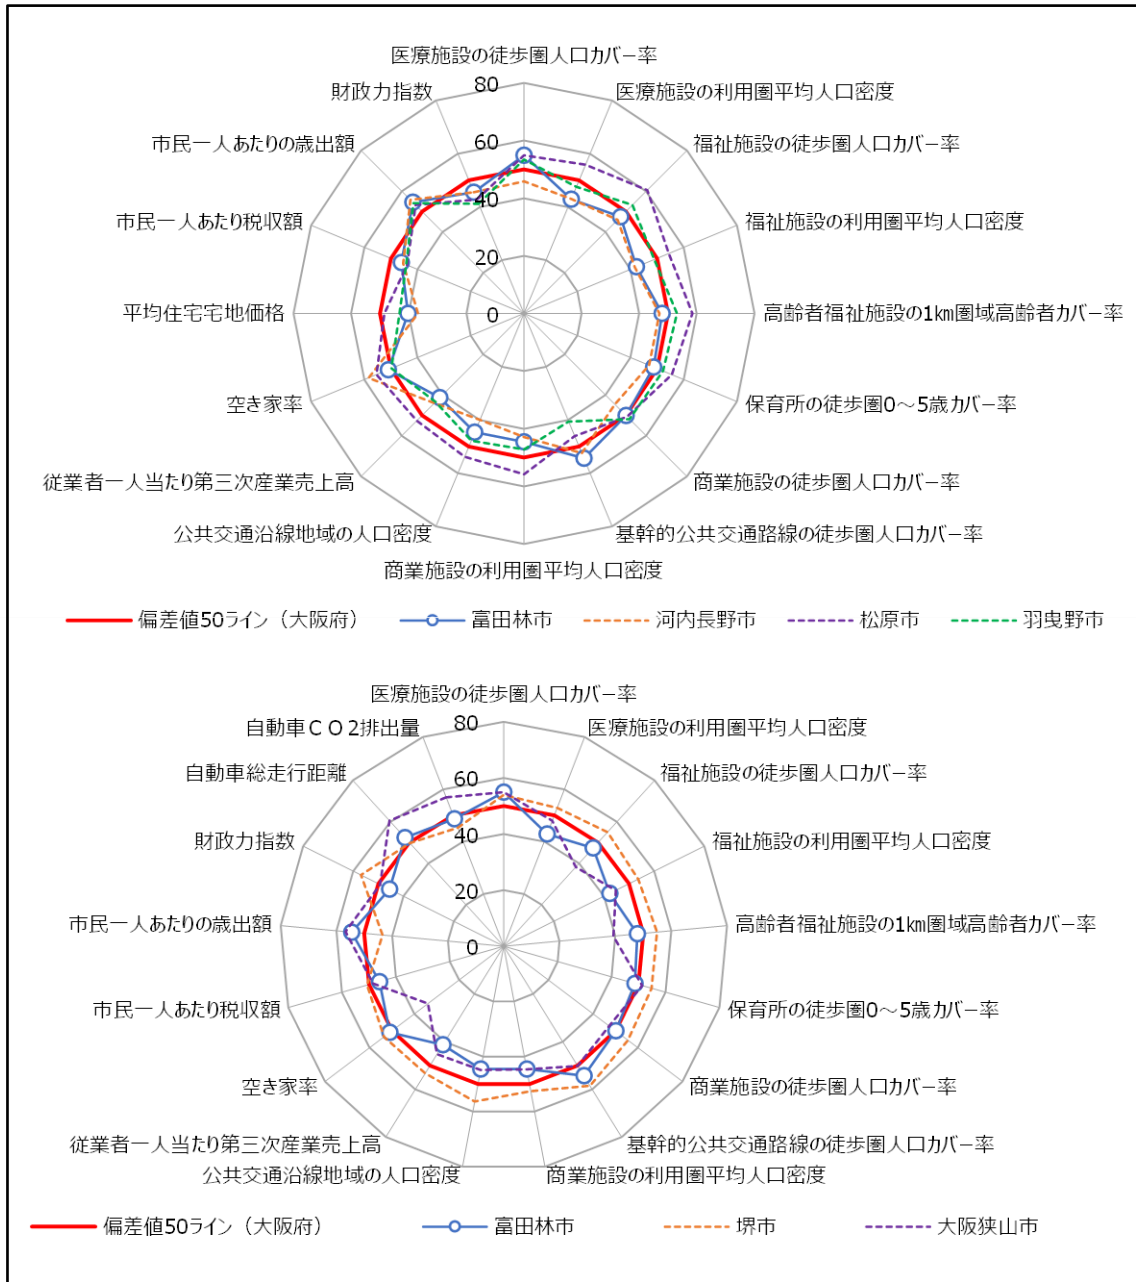 医療施設の徒歩圏人口カバー率
財政力指数
医療施設の利用圏平均人口密度
市民一人あたりの歳出額
福祉施設の徒歩圏人口カバー率
市民一人あたり税収額
福祉施設の利用圏平均人口密度
平均住宅宅地価格
高齢者福祉施設の1㎞圏域高齢者カバー率
空き家率
保育所の徒歩圏0～5歳カバー率
従業者一人当たり第三次産業売上高
商業施設の徒歩圏人口カバー率
公共交通沿線地域の人口密度
基幹的公共交通路線の徒歩圏人口カバー率
商業施設の利用圏平均人口密度
80
60
40
20
0
偏差値50ライン（大阪府） 富田林市 河内長野市 松原市 羽曳野市
医療施設の徒歩圏人口カバー率
自動車ＣＯ２排出量
医療施設の利用圏平均人口密度
自動車総走行距離
福祉施設の徒歩圏人口カバー率
財政力指数
福祉施設の利用圏平均人口密度
市民一人あたりの歳出額
高齢者福祉施設の1㎞圏域高齢者カバー率
市民一人あたり税収額
保育所の徒歩圏0～5歳カバー率
空き家率
商業施設の徒歩圏人口カバー率
従業者一人当たり第三次産業売上高
基幹的公共交通路線の徒歩圏人口カバー率
公共交通沿線地域の人口密度
商業施設の利用圏平均人口密度
80
60
40
20
0
偏差値50ライン（大阪府） 富田林市 堺市 大阪狭山市